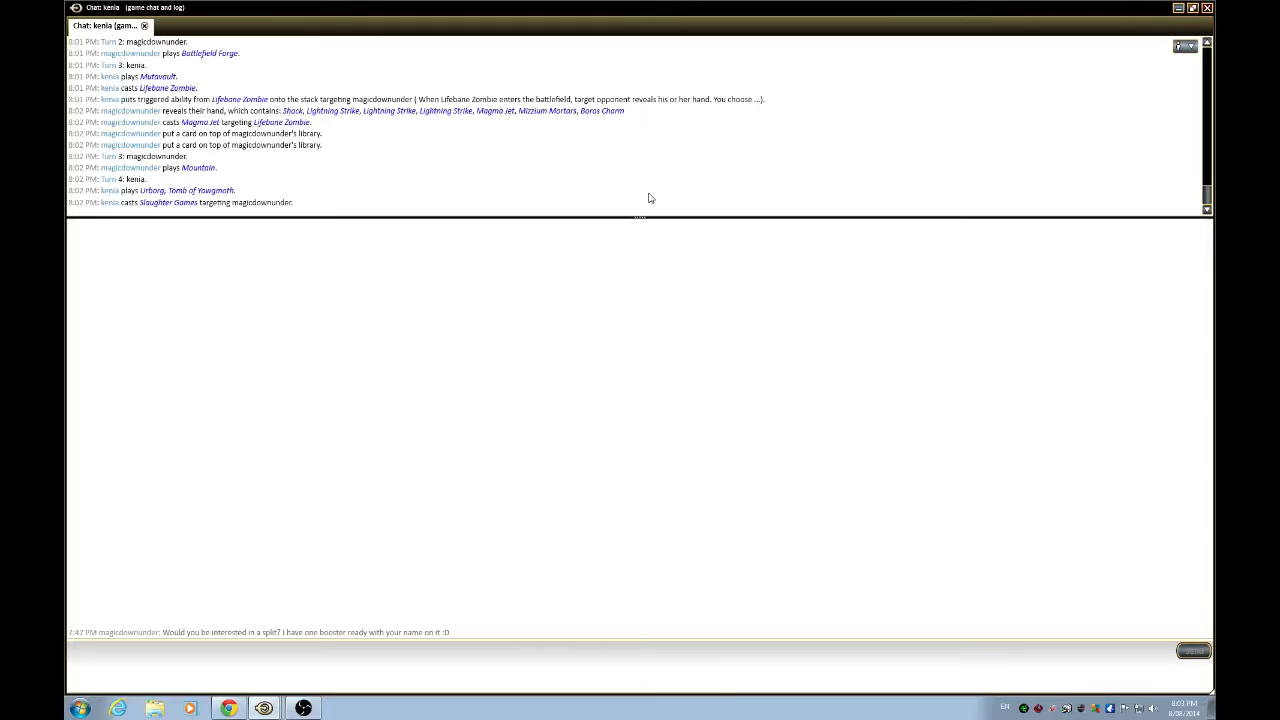 Chat: kenia (game chat and log)
Chat: kenia (gam...
8:01 PM: Turn 2: magicdownunder.
8:01 PM: magicdownunder plays Battlefield Forge.
8:01 PM: Turn 3: kenia.
8:01 PM: kenia plays Mutavault.
8:01 PM: kenia casts Lifebane Zombie.
8:01 PM: kenia puts triggered ability from Lifebane Zombie onto the stack targeting magicdownunder ( When Lifebane Zombie enters the battlefield, target opponent reveals his or her hand. You choose ...).
8:02 PM: magicdownunder reveals their hand, which contains: Shock, Lightning Strike, Lightning Strike, Lightning Strike, Magma Jet, Mizzium Mortars, Boros Charm
8:02 PM: magicdownunder casts Magma Jet targeting Lifebane Zombie.
8:02 PM: magicdownunder put a card on top of magicdownunder's library.
8:02 PM: magicdownunder put a card on top of magicdownunder's library.
8:02 PM: Turn 3: magicdownunder.
8:02 PM: magicdownunder plays Mountain.
8:02 PM: Turn 4: kenia.
8:02 PM: kenia plays Urborg, Tomb of Yawgmoth.
8:02 PM: kenia casts Slaughter Games targeting magicdownunder.
7:47 PM magicdownunder: Would you be interested in a split? I have one booster ready with your name on it :D
SEND
EN
8:03 PM
8/08/2014